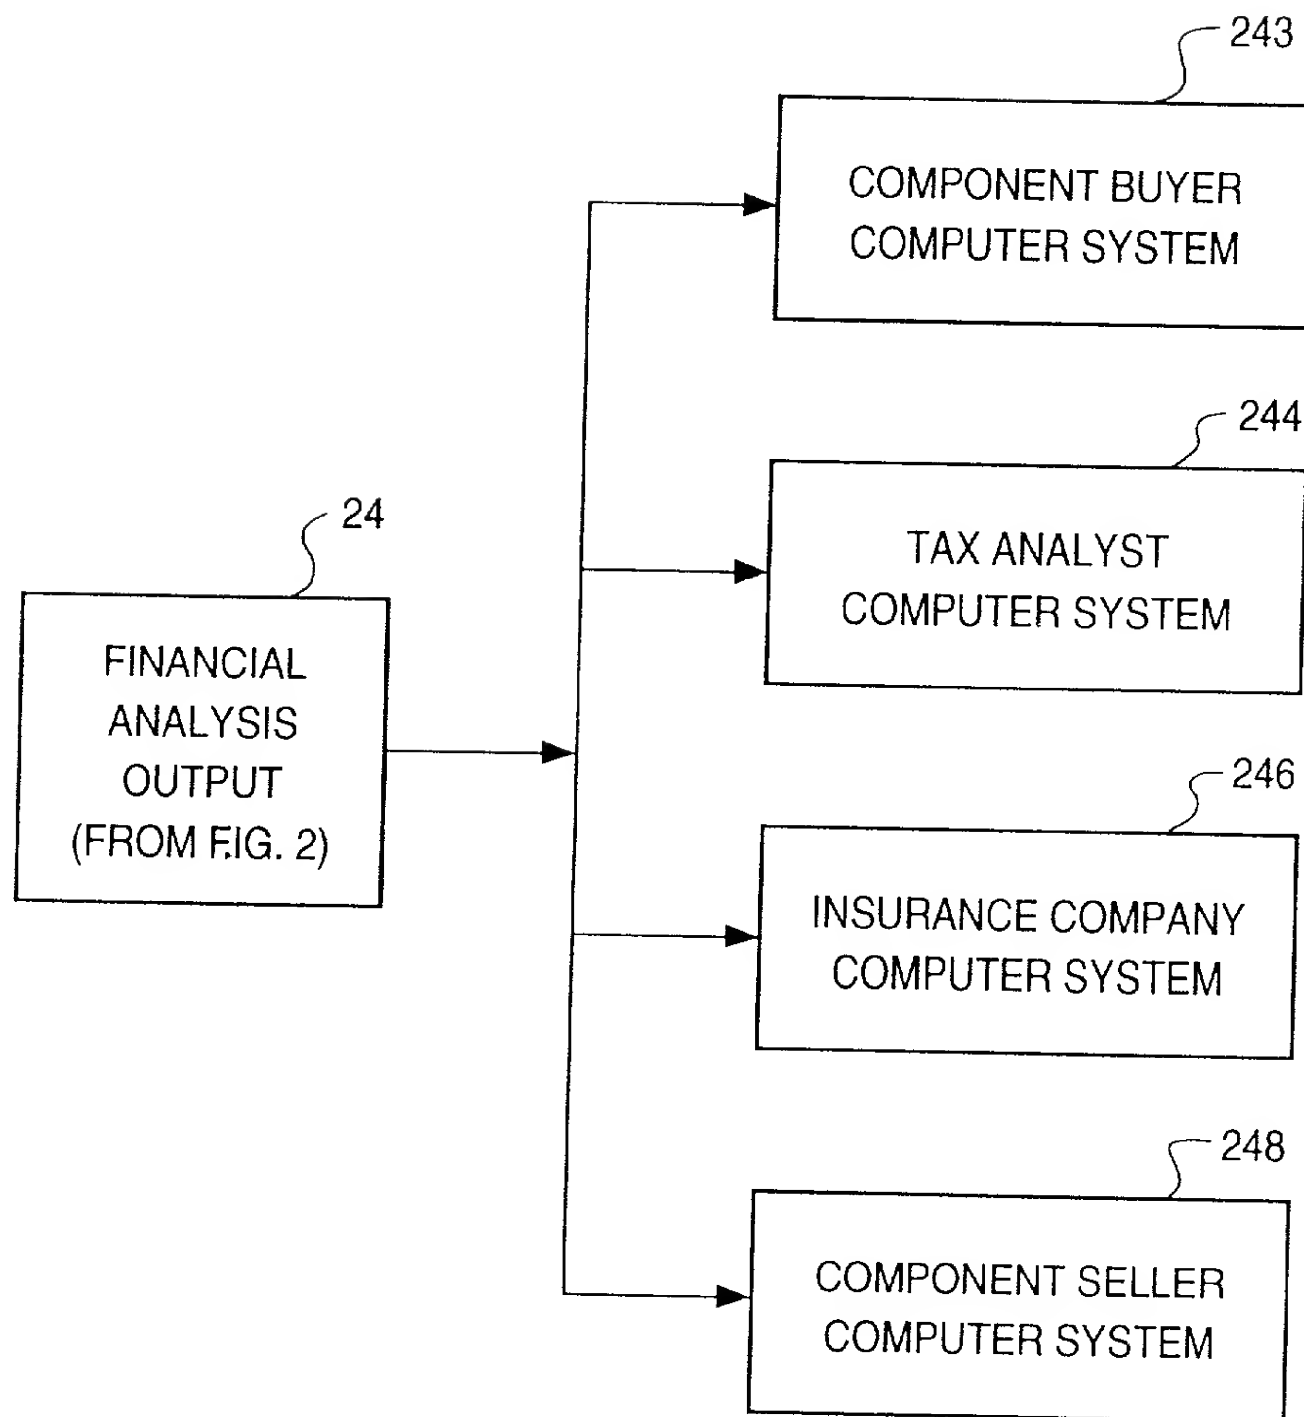 243
COMPONENT BUYER
COMPUTER SYSTEM
244
TAX ANALYST
COMPUTER SYSTEM
24
FINANCIAL
ANALYSIS
OUTPUT
(FROM FIG. 2)
246
INSURANCE COMPANY
COMPUTER SYSTEM
248
COMPONENT SELLER
COMPUTER SYSTEM